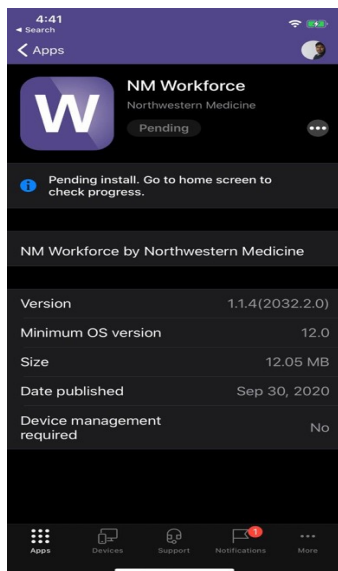 4:41
◀ Search
Apps
W
NM Workforce
Northwestern Medicine
Pending
Pending install. Go to home screen to
check progress.
NM Workforce by Northwestern Medicine
Version 1.1.4(2032.2.0)
Minimum OS version 12.0
Size 12.05 MB
Date published Sep 30, 2020
Device management
required No
1
Apps Devices Support Notifications More